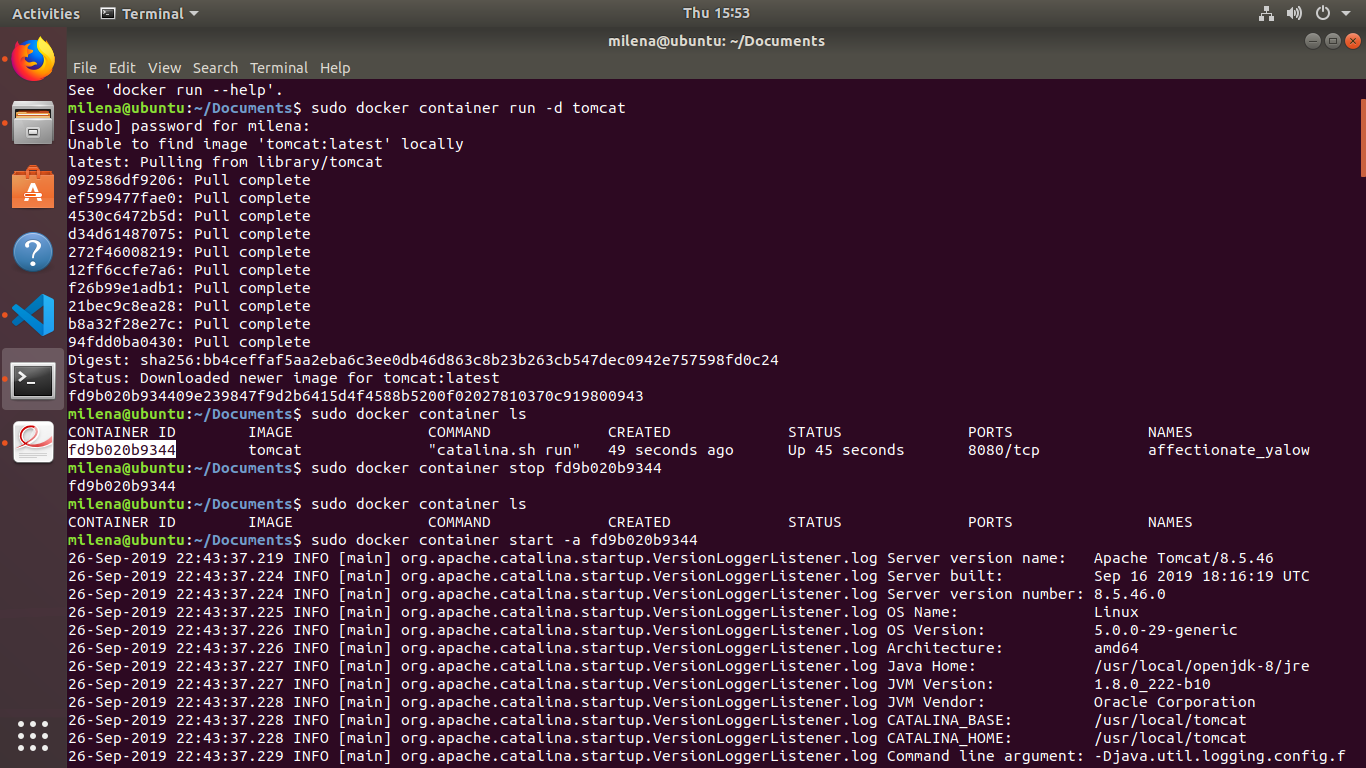 Activities Terminal Thu 15:53
milena@ubuntu: ~/Documents
File Edit View Search Terminal Help
See 'docker run --help'.
milena@ubuntu:~/Documents$ sudo docker container run -d tomcat
[sudo] password for milena:
Unable to find image 'tomcat:latest' locally
latest: Pulling from library/tomcat
092586df9206: Pull complete
ef599477fae0: Pull complete
4530c6472b5d: Pull complete
d34d61487075: Pull complete
272f46008219: Pull complete
12ff6ccfe7a6: Pull complete
f26b99e1adb1: Pull complete
21bec9c8ea28: Pull complete
b8a32f28e27c: Pull complete
94fdd0ba0430: Pull complete
Digest: sha256:bb4ceffaf5aa2eba6c3ee0db46d863c8b23b263cb547dec0942e757598fd0c24
Status: Downloaded newer image for tomcat:latest
fd9b020b934409e239847f9d2b6415d4f4588b5200f02027810370c919800943
milena@ubuntu:~/Documents$ sudo docker container ls
CONTAINER ID IMAGE COMMAND CREATED STATUS PORTS NAMES
fd9b020b9344 tomcat "catalina.sh run" 49 seconds ago Up 45 seconds 8080/tcp affectionate_yalow
milena@ubuntu:~/Documents$ sudo docker container stop fd9b020b9344
fd9b020b9344
milena@ubuntu:~/Documents$ sudo docker container ls
CONTAINER ID IMAGE COMMAND CREATED STATUS PORTS NAMES
milena@ubuntu:~/Documents$ sudo docker container start -a fd9b020b9344
26-Sep-2019 22:43:37.219 INFO [main] org.apache.catalina.startup.VersionLoggerListener.log Server version name: Apache Tomcat/8.5.46
26-Sep-2019 22:43:37.224 INFO [main] org.apache.catalina.startup.VersionLoggerListener.log Server built: Sep 16 2019 18:16:19 UTC
26-Sep-2019 22:43:37.224 INFO [main] org.apache.catalina.startup.VersionLoggerListener.log Server version number: 8.5.46.0
26-Sep-2019 22:43:37.225 INFO [main] org.apache.catalina.startup.VersionLoggerListener.log OS Name: Linux
26-Sep-2019 22:43:37.226 INFO [main] org.apache.catalina.startup.VersionLoggerListener.log OS Version: 5.0.0-29-generic
26-Sep-2019 22:43:37.226 INFO [main] org.apache.catalina.startup.VersionLoggerListener.log Architecture: amd64
26-Sep-2019 22:43:37.227 INFO [main] org.apache.catalina.startup.VersionLoggerListener.log Java Home: /usr/local/openjdk-8/jre
26-Sep-2019 22:43:37.227 INFO [main] org.apache.catalina.startup.VersionLoggerListener.log JVM Version: 1.8.0_222-b10
26-Sep-2019 22:43:37.228 INFO [main] org.apache.catalina.startup.VersionLoggerListener.log JVM Vendor: Oracle Corporation
26-Sep-2019 22:43:37.228 INFO [main] org.apache.catalina.startup.VersionLoggerListener.log CATALINA_BASE: /usr/local/tomcat
26-Sep-2019 22:43:37.228 INFO [main] org.apache.catalina.startup.VersionLoggerListener.log CATALINA_HOME: /usr/local/tomcat
26-Sep-2019 22:43:37.229 INFO [main] org.apache.catalina.startup.VersionLoggerListener.log Command line argument: -Djava.util.logging.config.f